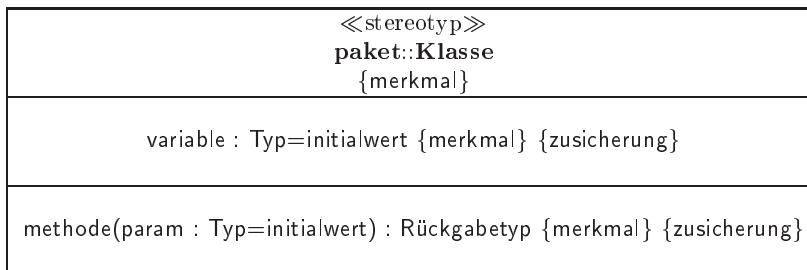 ≪stereotyp≫
paket::Klasse
{merkmal}
variable : Typ=initialwert {merkmal} {zusicherung}
methode(param : Typ=initialwert) : Rückgabetyp {merkmal} {zusicherung}